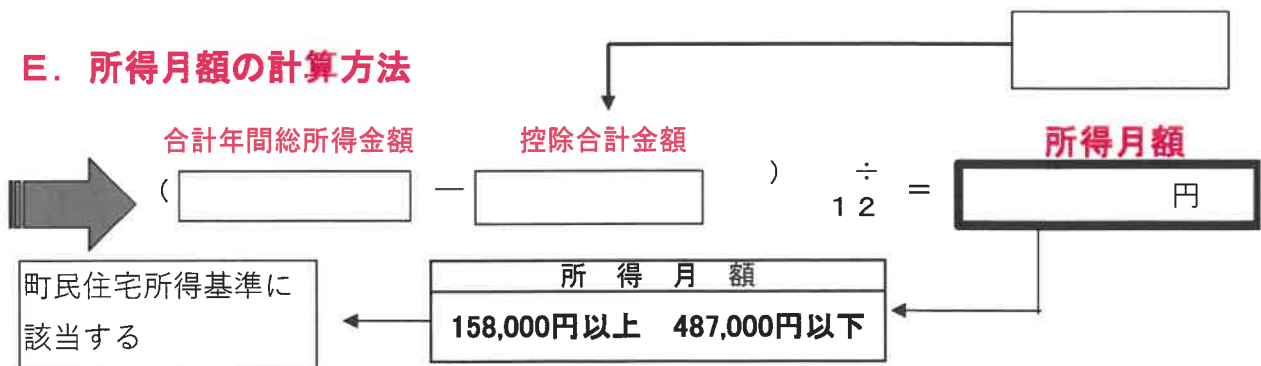 E. 所得月額の計算方法
合計年間総所得金額 控除合計金額 所得月額
( － ) ÷ 12 = 円
町民住宅所得基準に
該当する
所 得 月 額
158,000円以上 487,000円以下